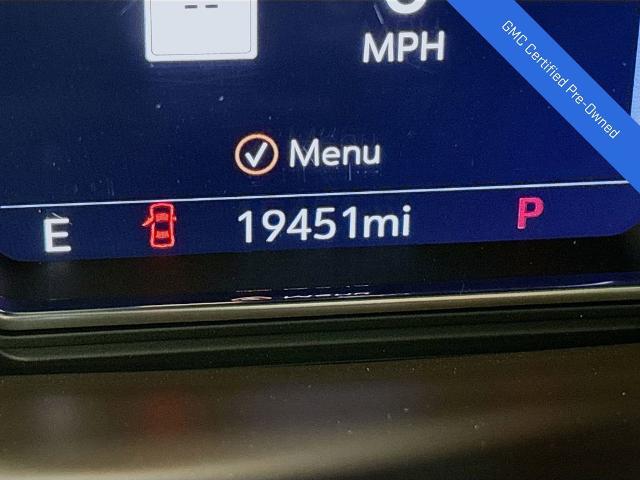 --
MPH
GMC Certified Pre-Owned
Menu
E 19451mi P